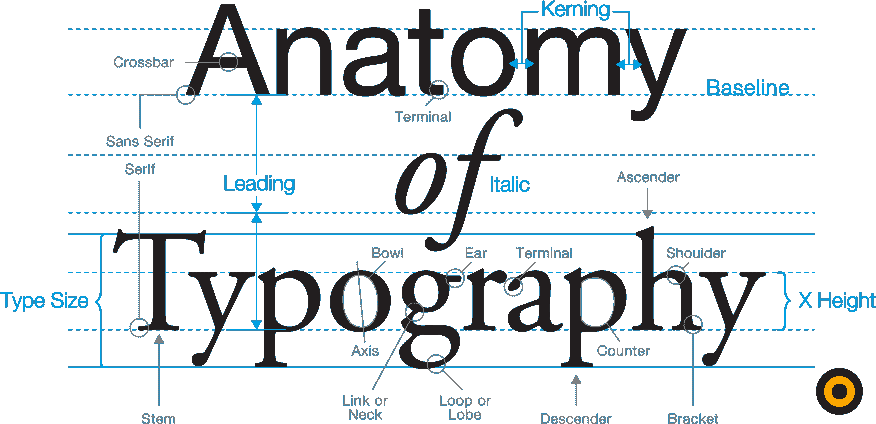 Kerning
Anatomy
Crossbar
Baseline
Terminal
Sans Serif
Serif
of
Leading
Italic
Ascender
Typography
Bowl
Ear
Terminal
Shoulder
Type Size
X Height
Axis
Counter
Link or
Neck
Loop or
Lobe
Stem
Descender
Bracket